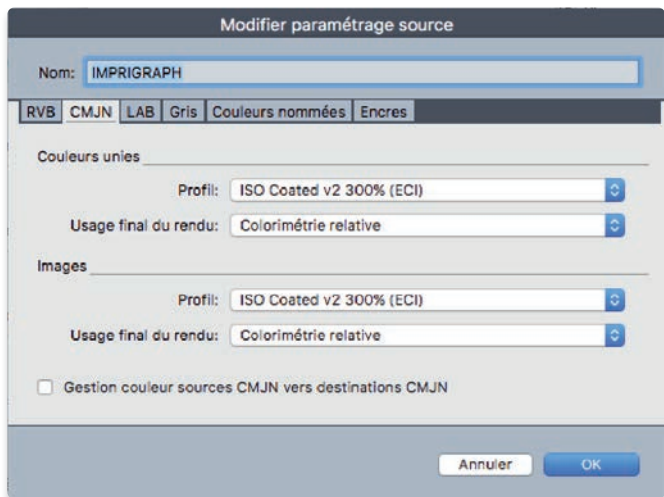 Modifier paramétrage source
Nom: IMPRIGRAPH
RVB CMJN LAB Gris Couleurs nommées Encres
Couleurs unies
Profil: ISO Coated v2 300% (ECI)
Usage final du rendu: Colorimétrie relative
Images
Profil: ISO Coated v2 300% (ECI)
Usage final du rendu: Colorimétrie relative
Gestion couleur sources CMJN vers destinations CMJN
Annuler OK